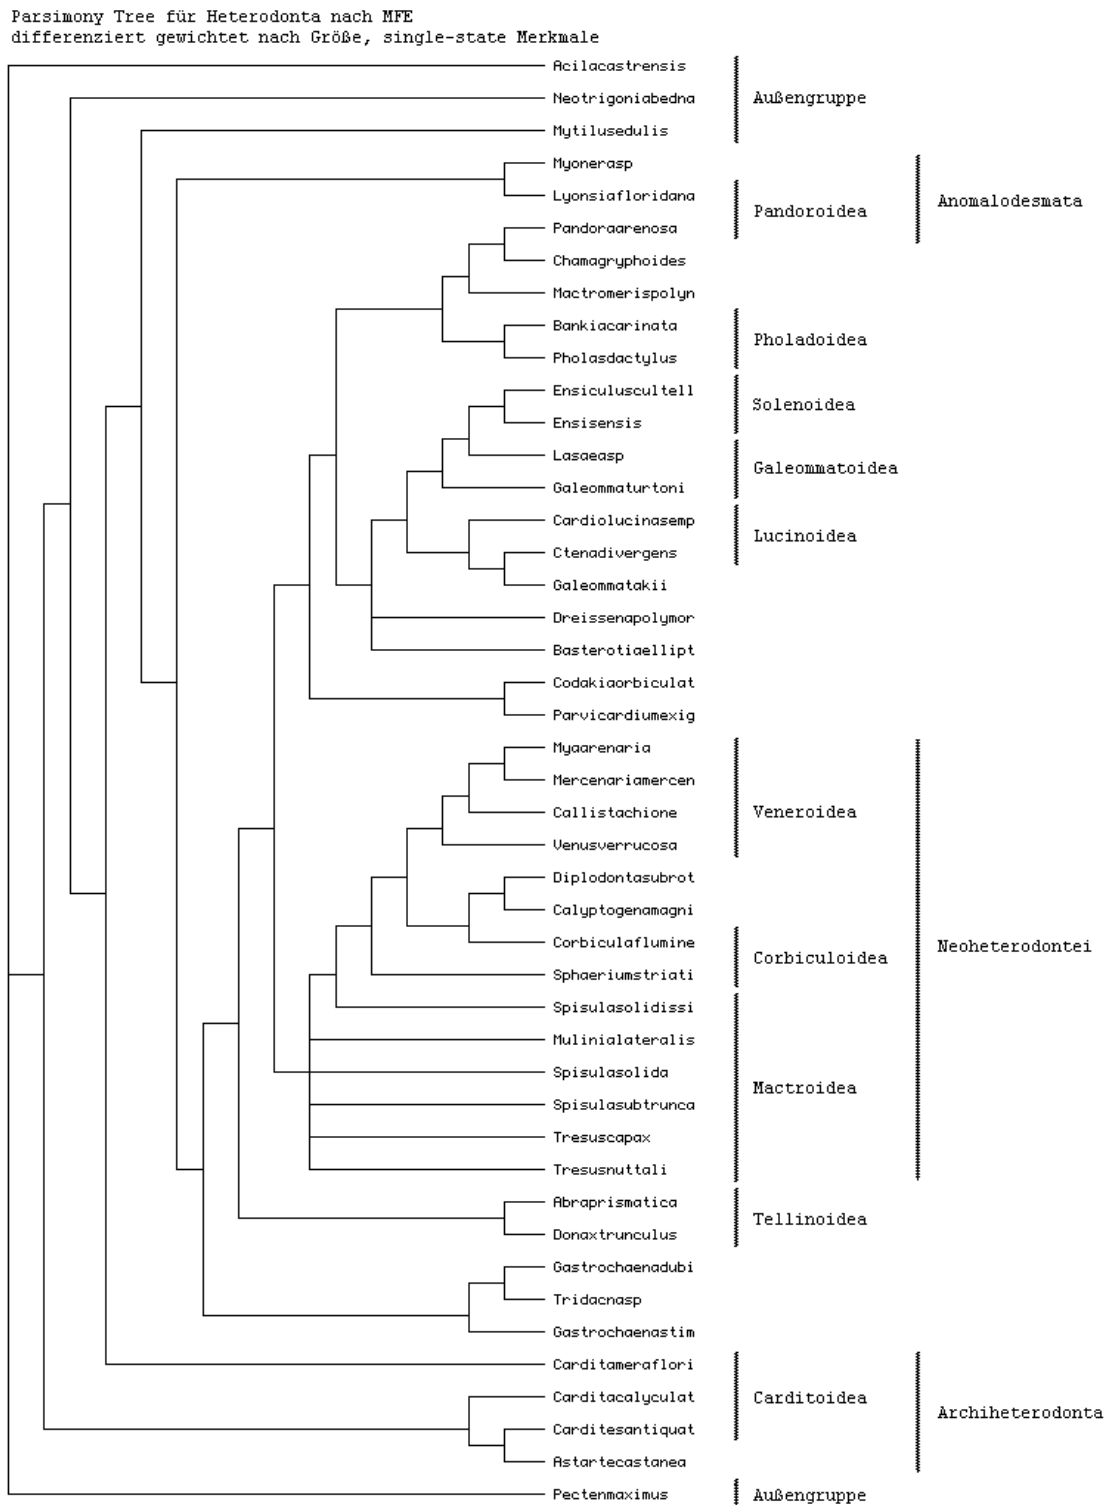 Parsimony Tree für Heterodonta nach MFE
differenziert gewichtet nach Größe, single-state Merkmale
Acilacastrensis
Neotrigoniabedna
Außengruppe
Mytilusedulis
Myonerasp
Lyonsiafloridana
Anomalodesmata
Pandoroidea
Pandoraarenosa
Chamagryphoides
Mactromerispolyn
Bankiacarinata
Pholadoidea
Pholasdactylus
Ensiculuscultell
Solenoidea
Ensisensis
Lasaeasp
Galeommatoidea
Galeommaturtoni
Cardiolucinasemp
Lucinoidea
Ctenadivergens
Galeommatakii
Dreissenapolymor
Basterotiaellipt
Codakiaorbiculat
Parvicardiumexig
Myaarenaria
Mercenariamercen
Callistachione
Veneroidea
Venusverrucosa
Diplodontasubrot
Calyptogenamagni
Corbiculaflumine
Neoheterodontei
Corbiculoidea
Sphaeriumstriati
Spisulasolidissi
Mulinialateralis
Spisulasolida
Mactroidea
Spisulasubtrunca
Tresuscapax
Tresusnuttali
Abraprismatica
Tellinoidea
Donaxtrunculus
Gastrochaenadubi
Tridacnasp
Gastrochaenastim
Carditameraflori
Carditacalyculat
Carditoidea
Archiheterodonta
Carditesantiquat
Astartecastanea
Pectenmaximus
Außengruppe